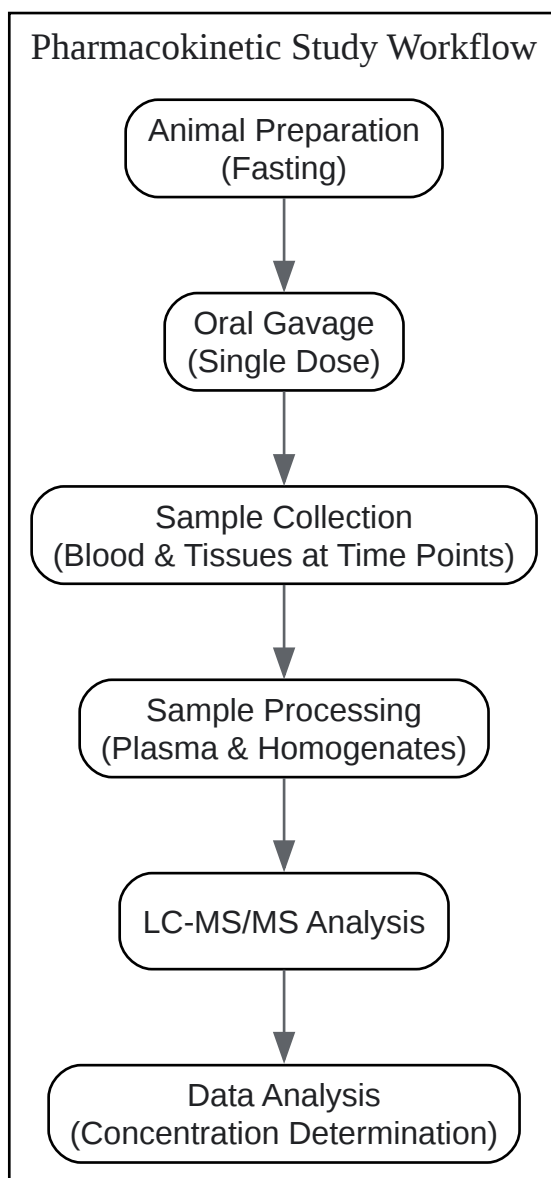 Pharmacokinetic Study Workflow
Animal Preparation
(Fasting)
Oral Gavage
(Single Dose)
Sample Collection
(Blood & Tissues at Time Points)
Sample Processing
(Plasma & Homogenates)
LC-MS/MS Analysis
Data Analysis
(Concentration Determination)